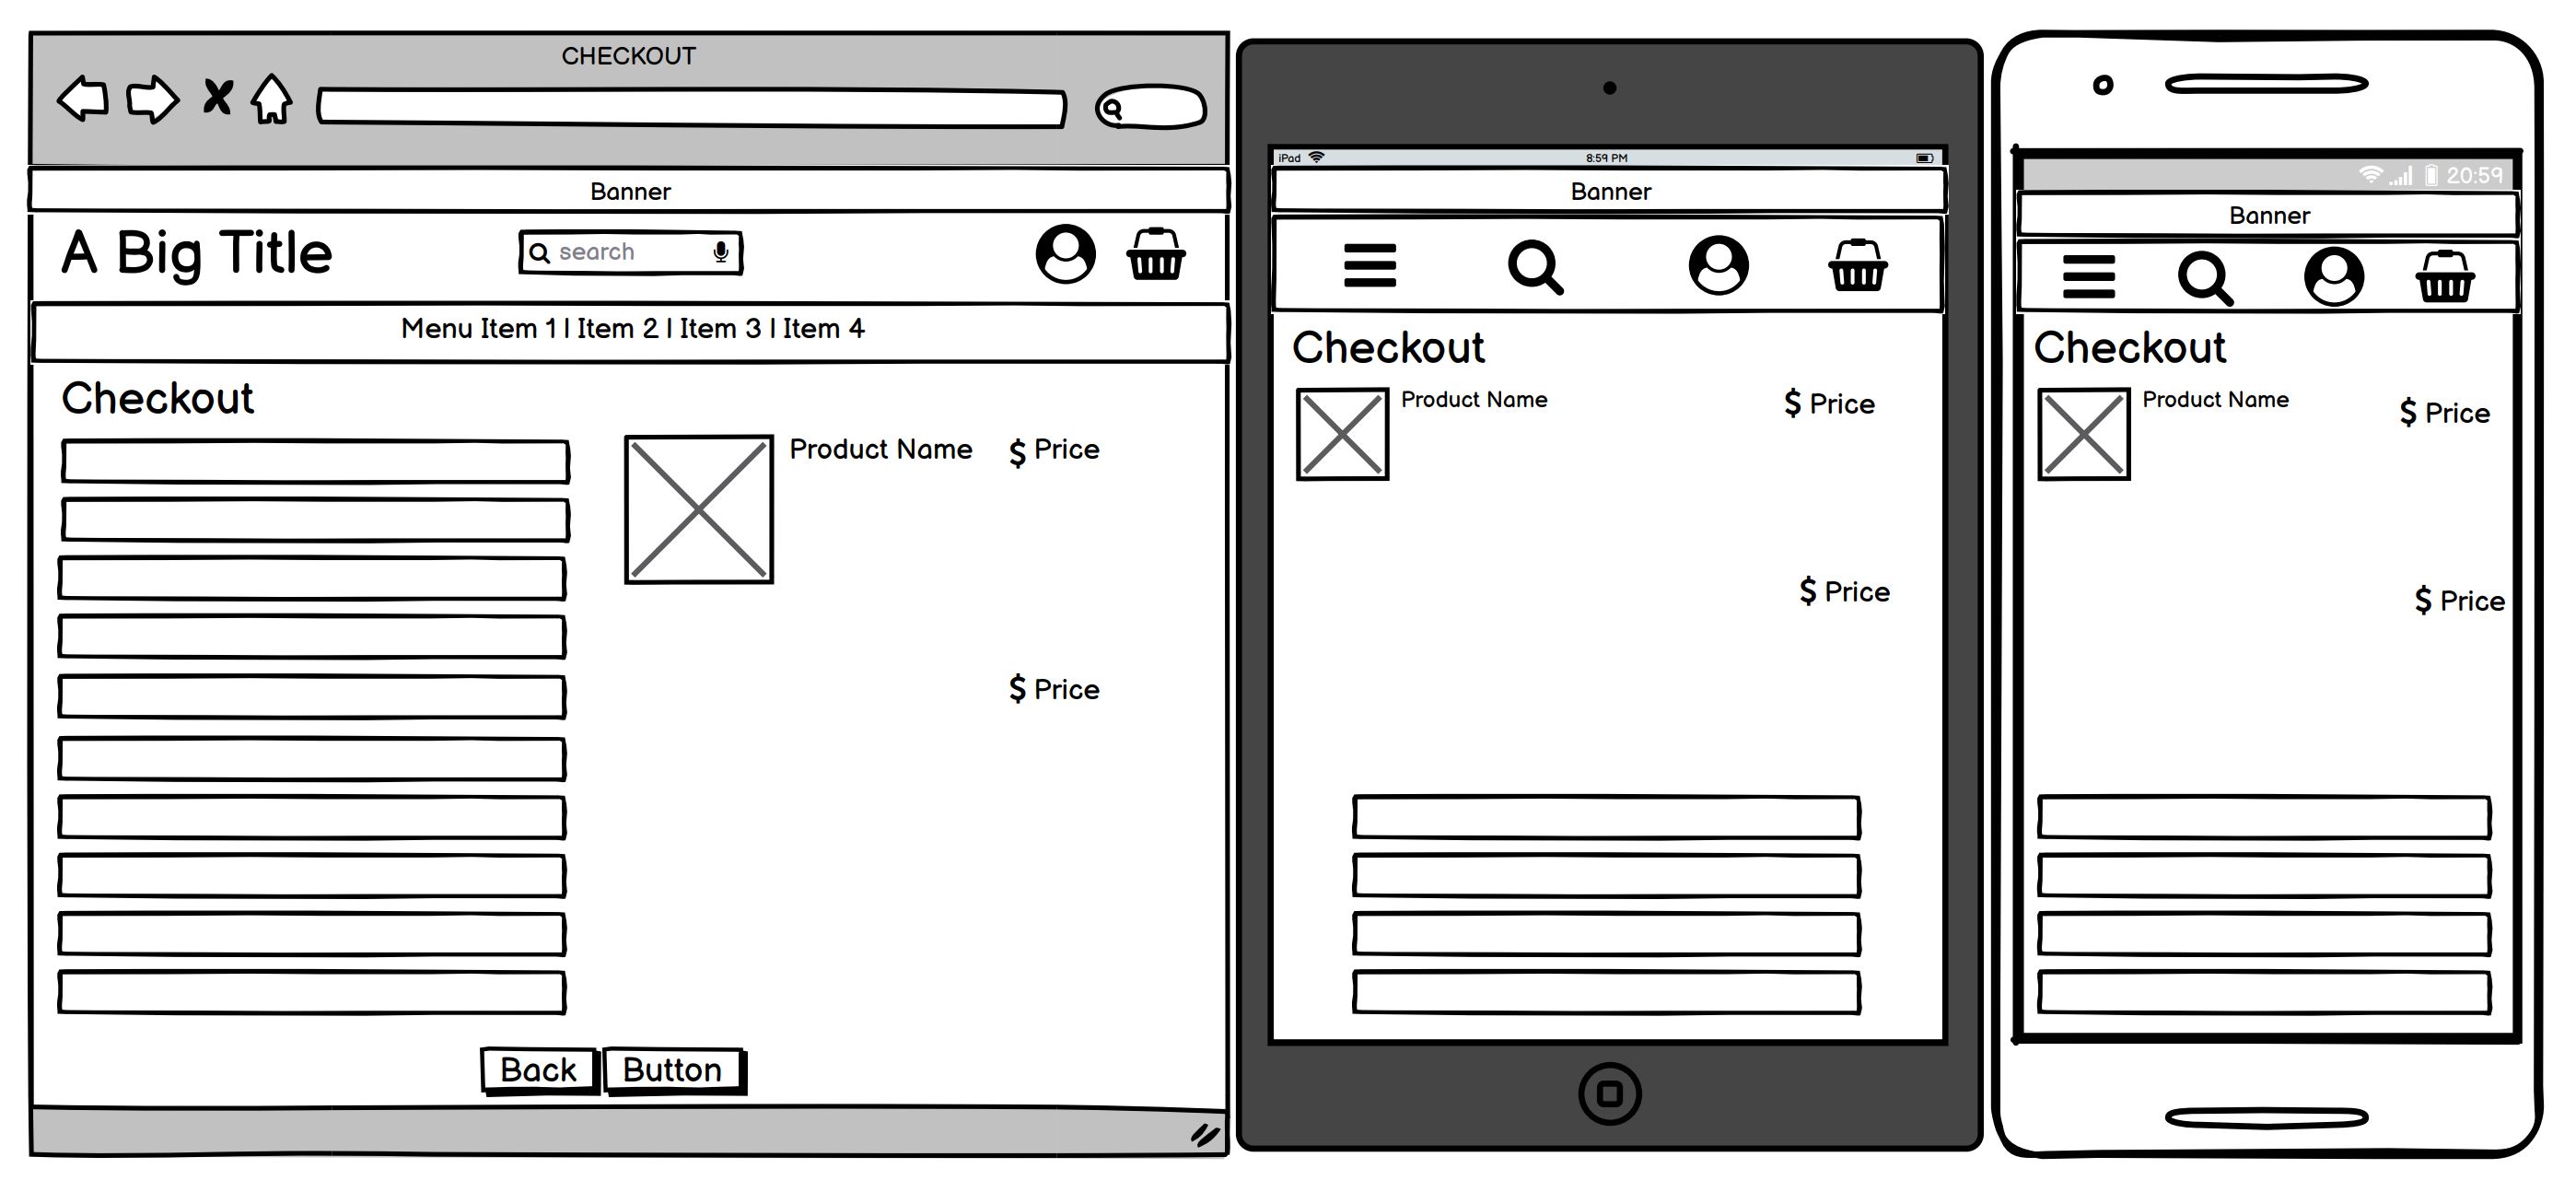 CHECKOUT
Banner
A Big Title
search
Menu Item 1 | Item 2 | Item 3 | Item 4
Checkout
Product Name
$ Price
$ Price
Back
Button
iPad
8:59 PM
Banner
Checkout
Product Name
$ Price
$ Price
20:59
Banner
Checkout
Product Name
$ Price
$ Price